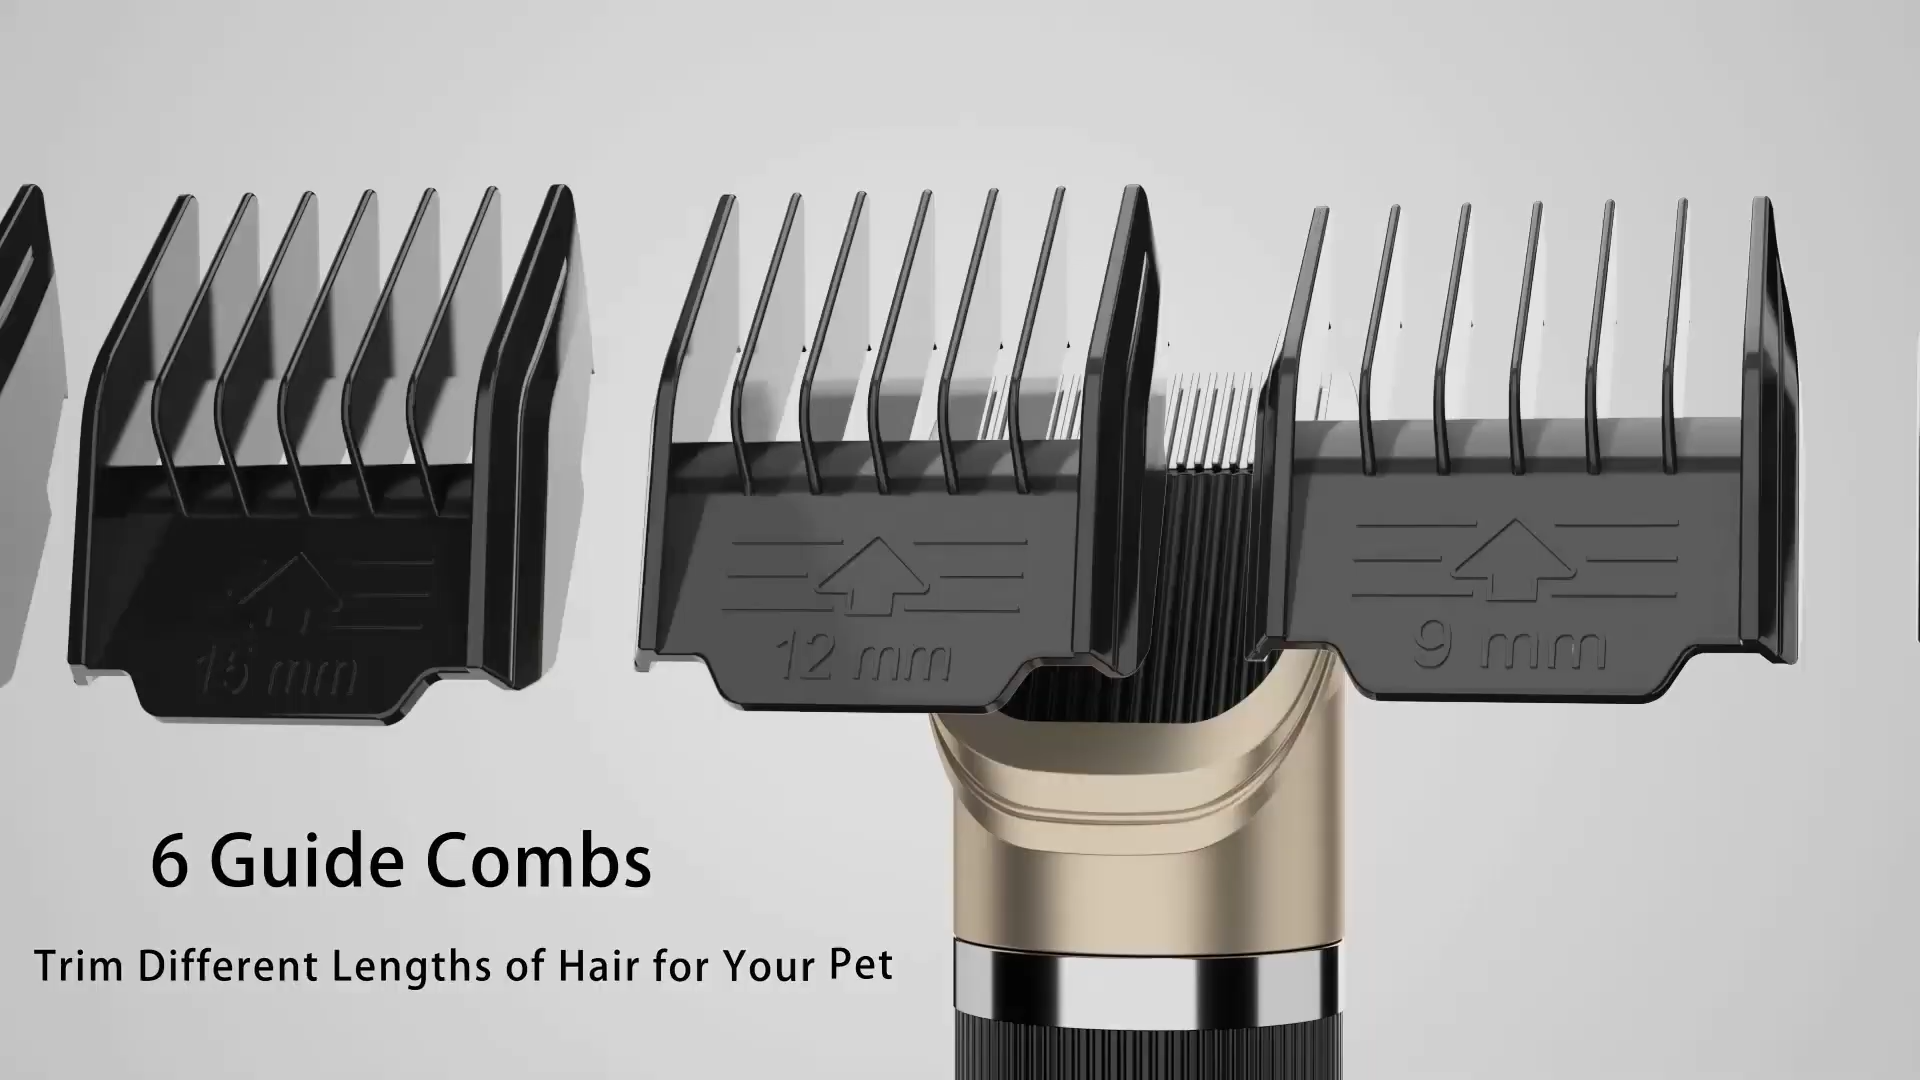 15 mm
12 mm
9 mm
6 Guide Combs
Trim Different Lengths of Hair for Your Pet